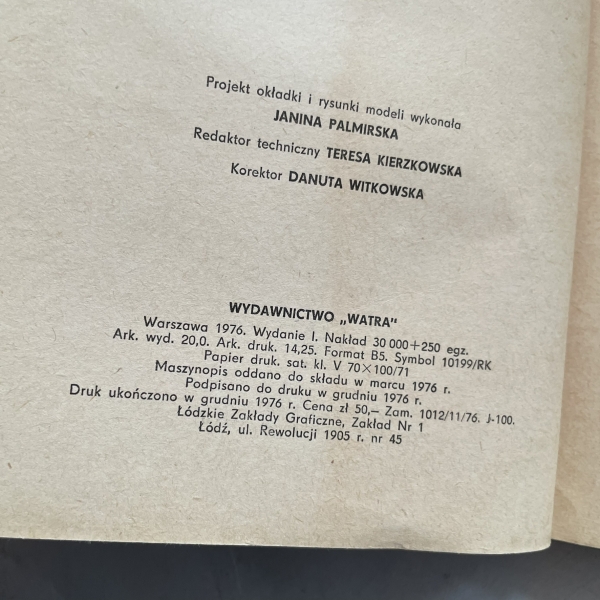 Projekt okładki i rysunki modeli wykonała
JANINA PALMIRSKA
Redaktor techniczny TERESA KIERZKOWSKA
Korektor DANUTA WITKOWSKA
WYDAWNICTWO „WATRA"
Warszawa 1976. Wydanie I. Nakład 30 000+250 egz.
Ark. wyd. 20,0. Ark. druk. 14,25. Format B5. Symbol 10199/RK
Papier druk. sat. kl. V 70×100/71
Maszynopis oddano do składu w marcu 1976 r.
Podpisano do druku w grudniu 1976 r.
Druk ukończono w grudniu 1976 r. Cena zł 50,— Zam. 1012/11/76. J-100.
Łódzkie Zakłady Graficzne, Zakład Nr 1
Łódź, ul. Rewolucji 1905 r. nr 45